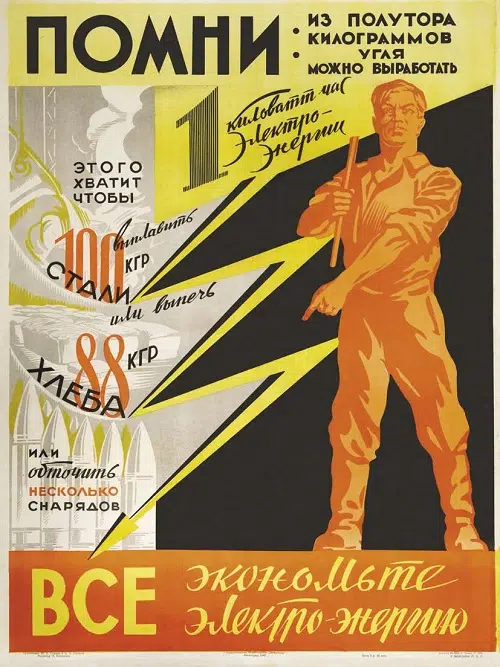 ПОМНИ:
ИЗ ПОЛУТОРА
КИЛОГРАММОВ
УГЛЯ
МОЖНО ВЫРАБОТАТЬ
1 киловатт час
электро-
энергии
ЭТОГО
ХВАТИТ
ЧТОБЫ
выплавить
100 КГР
СТАЛИ
или выпечь
88 КГР
ХЛЕБА
ИЛИ
обточить
НЕСКОЛЬКО
СНАРЯДОВ
ВСЕ экономьте
электро-энергию